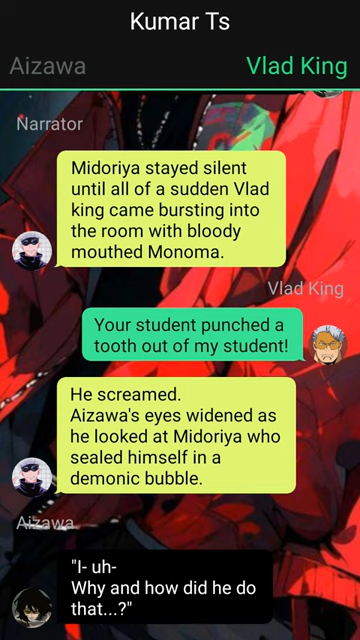 Kumar Ts
Aizawa
Vlad King
Narrator
Midoriya stayed silent
until all of a sudden Vlad
king came bursting into
the room with bloody
mouthed Monoma.
Vlad King
Your student punched a
tooth out of my student!
He screamed.
Aizawa's eyes widened as
he looked at Midoriya who
sealed himself in a
demonic bubble.
Aizawa
"I- uh-
Why and how did he do
that...?"